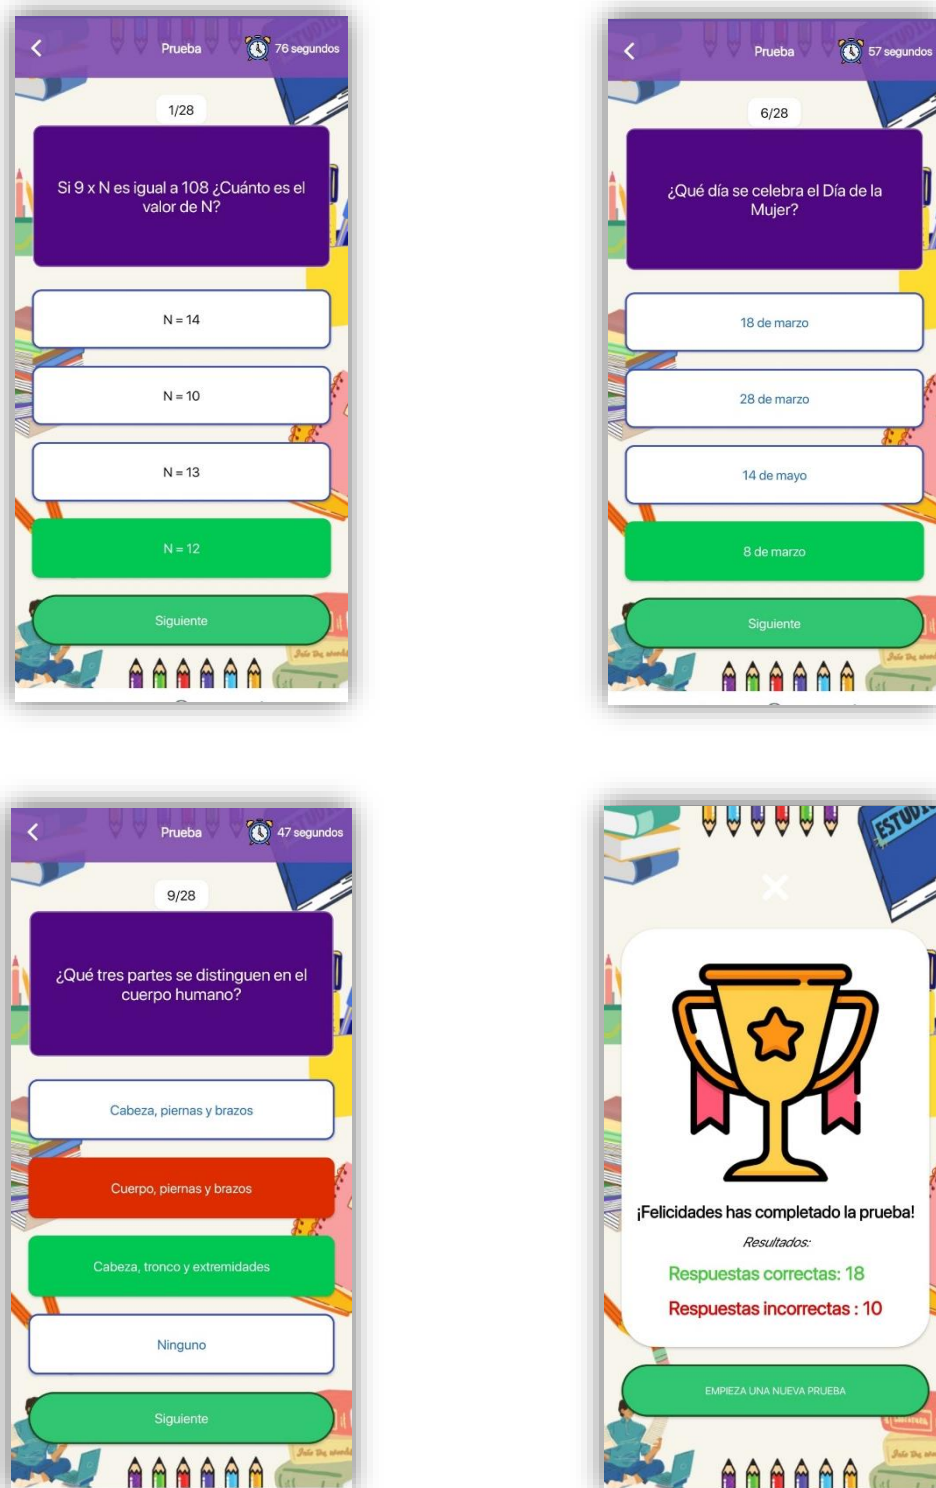 Prueba
76 segundos
1/28
Si 9 x N es igual a 108 ¿Cuánto es el
valor de N?
N = 14
N = 10
N = 13
N = 12
Siguiente
Prueba
57 segundos
6/28
¿Qué día se celebra el Día de la
Mujer?
18 de marzo
28 de marzo
14 de mayo
8 de marzo
Siguiente
Prueba
47 segundos
9/28
¿Qué tres partes se distinguen en el
cuerpo humano?
Cabeza, piernas y brazos
Cuerpo, piernas y brazos
Cabeza, tronco y extremidades
Ninguno
Siguiente
¡Felicidades has completado la prueba!
Resultados:
Respuestas correctas: 18
Respuestas incorrectas : 10
EMPIEZA UNA NUEVA PRUEBA